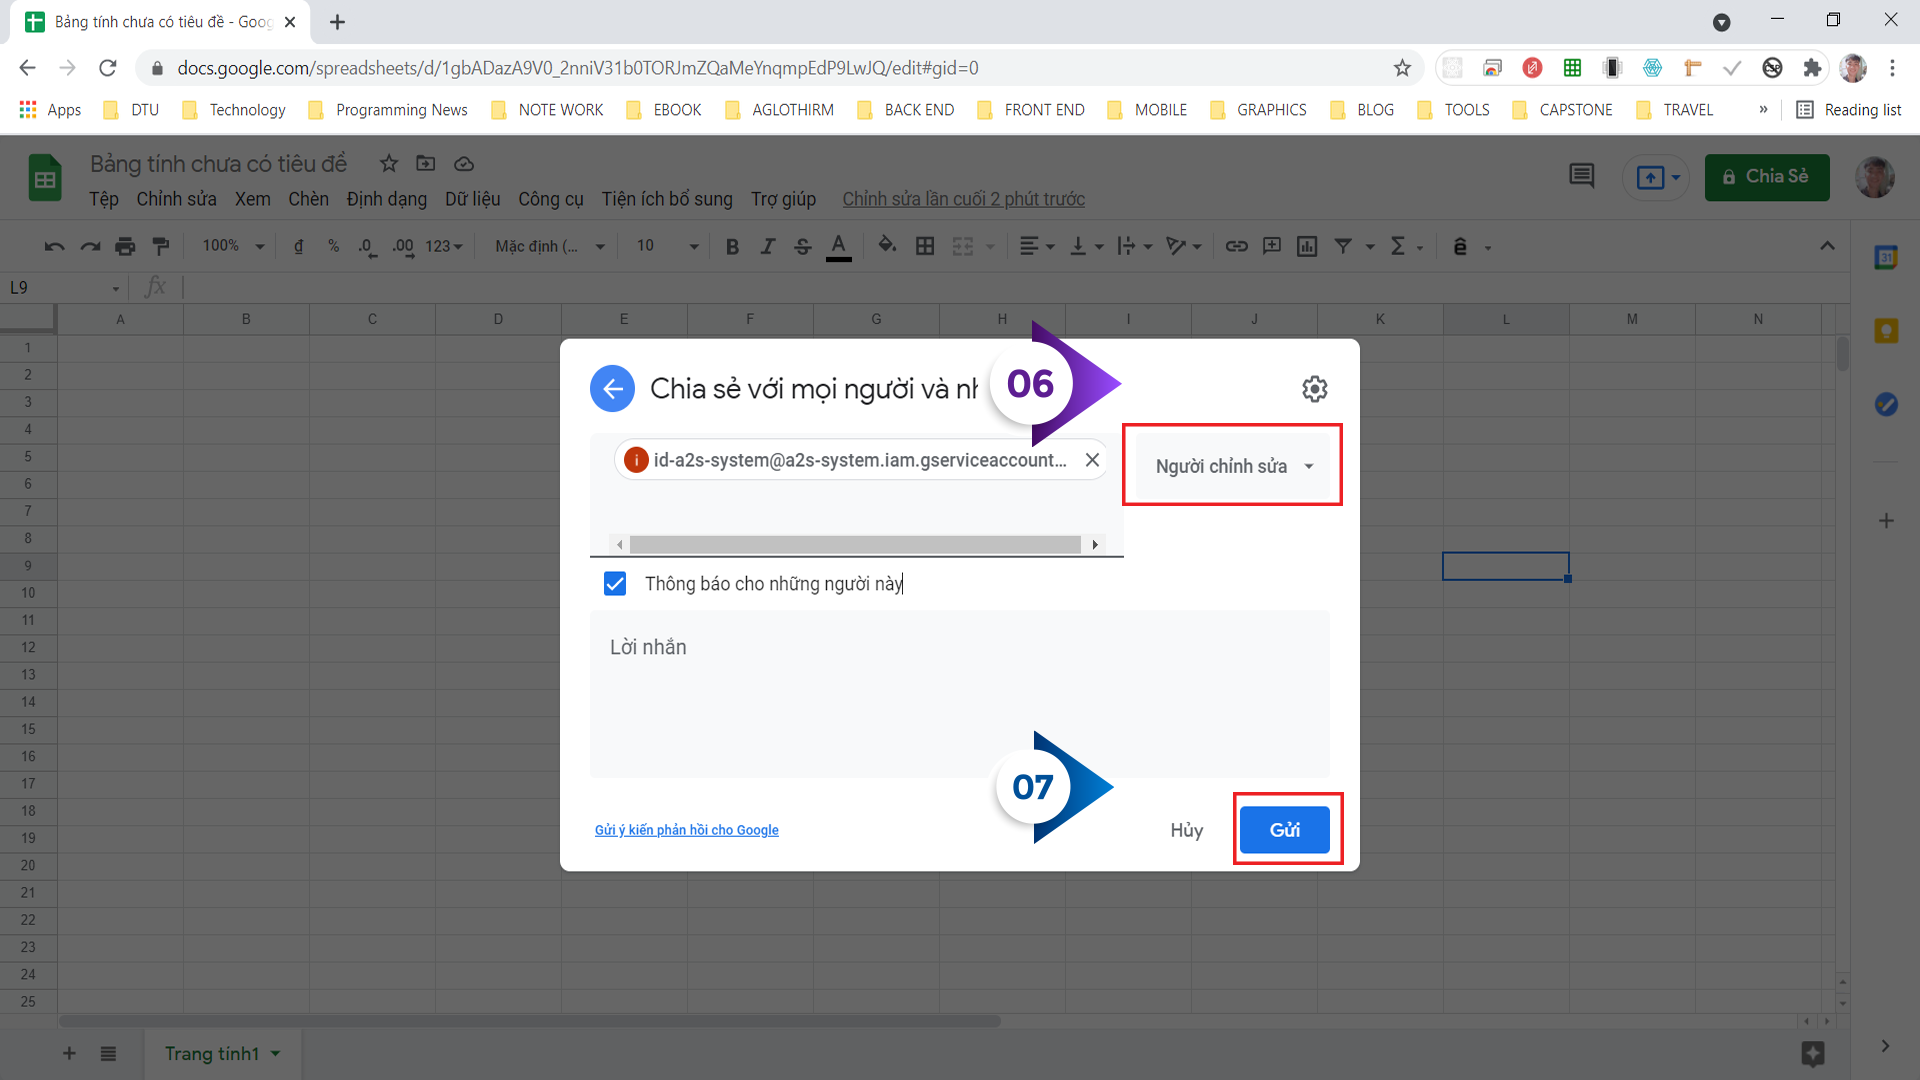 Bảng tính chưa có tiêu đề - Goog
docs.google.com/spreadsheets/d/1gbADazA9V0_2nniV31b0TORJmZQaMeYnqmpEdP9LwJQ/edit#gid=0
Apps DTU Technology Programming News NOTE WORK EBOOK AGLOTHIRM BACK END FRONT END MOBILE GRAPHICS BLOG TOOLS CAPSTONE TRAVEL » Reading list
Bảng tính chưa có tiêu đề
Chia Sẻ
Tệp Chỉnh sửa Xem Chèn Định dạng Dữ liệu Công cụ Tiện ích bổ sung Trợ giúp Chỉnh sửa lần cuối 2 phút trước
100% đ % .0 .00 123 Mặc định (... 10 B I S A Σ ê
31
L9 fx
A B C D E F G H I J K L M N
1
2
3
4
5
6
7
8
9
10
11
12
13
14
15
16
17
18
19
20
21
22
23
24
25
Chia sẻ với mọi người và nh
06
id-a2s-system@a2s-system.iam.gserviceaccount...
Người chỉnh sửa
Thông báo cho những người này
Lời nhắn
07
Gửi ý kiến phản hồi cho Google
Hủy
Gửi
Trang tính1